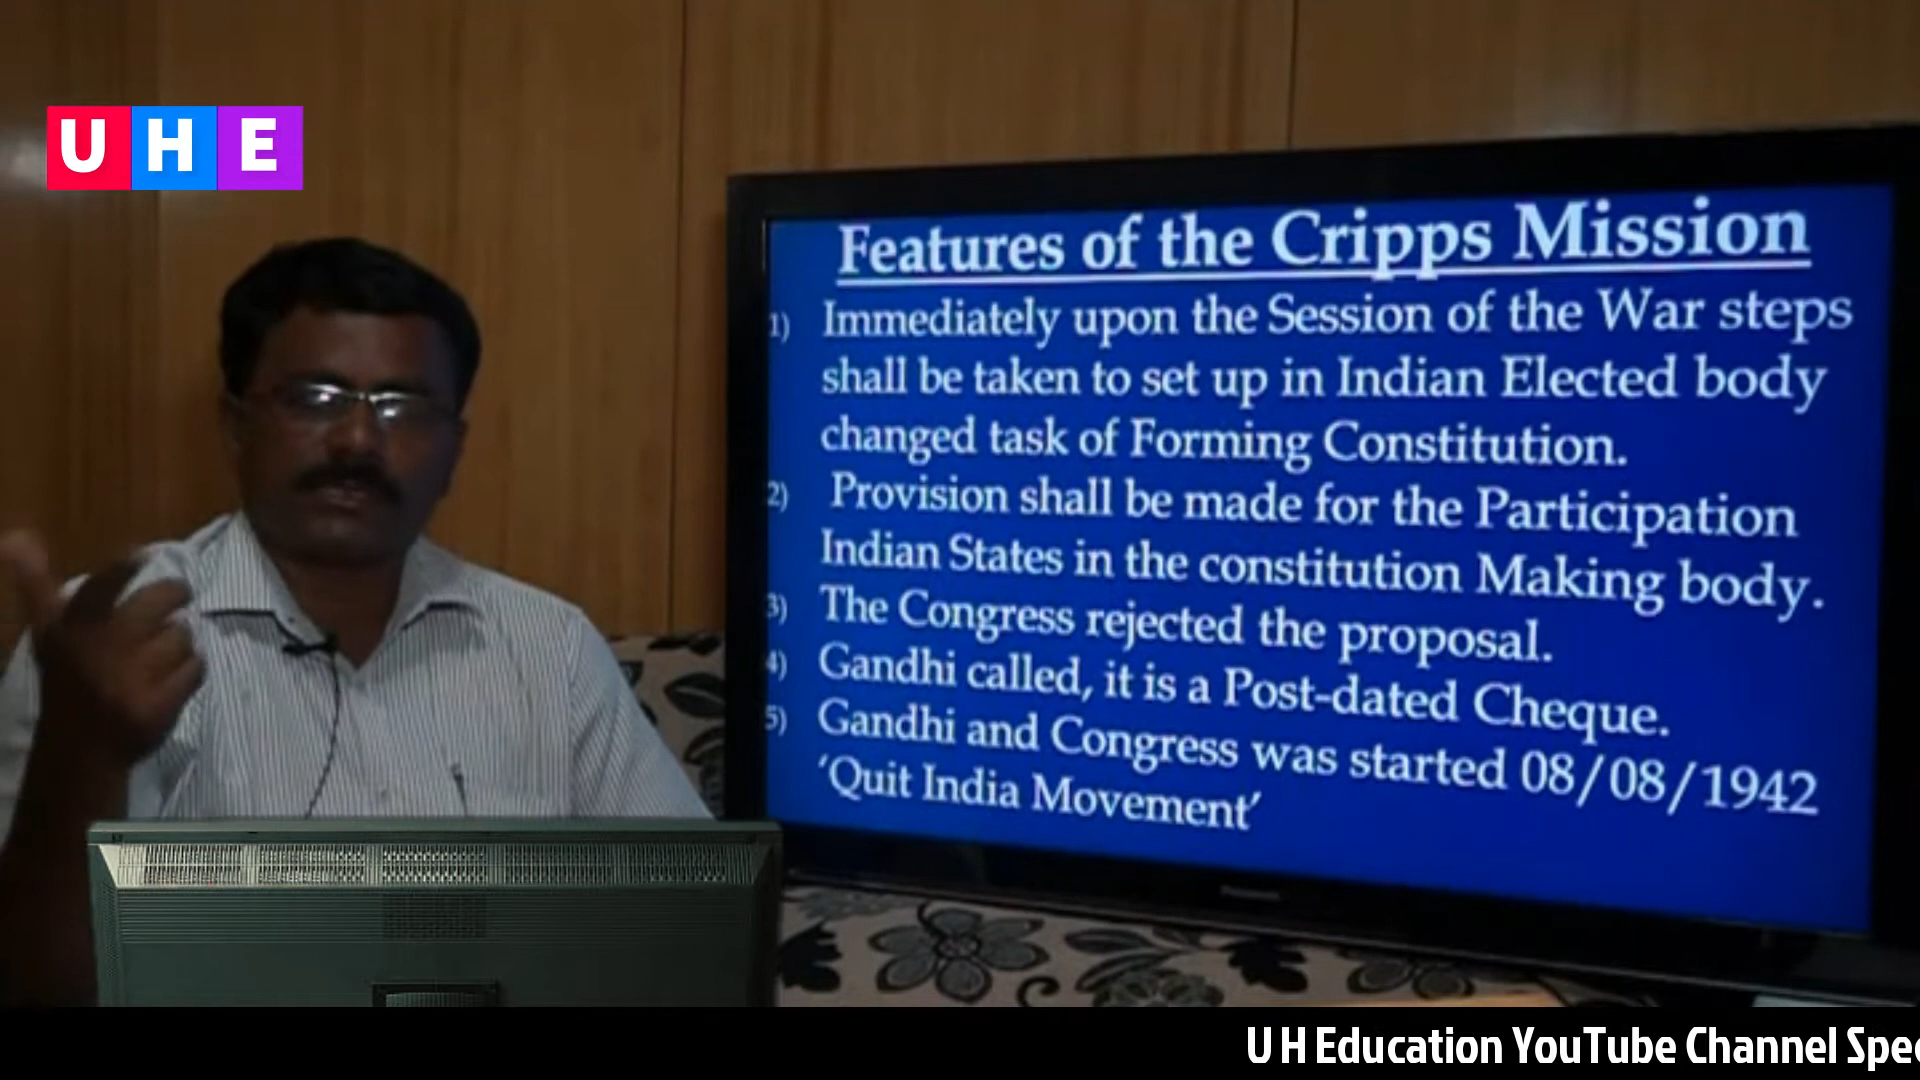 U H E
Features of the Cripps Mission
1) Immediately upon the Session of the War steps
shall be taken to set up in Indian Elected body
changed task of Forming Constitution.
2) Provision shall be made for the Participation
Indian States in the constitution Making body.
3) The Congress rejected the proposal.
4) Gandhi called, it is a Post-dated Cheque.
5) Gandhi and Congress was started 08/08/1942
‘Quit India Movement’
U H Education YouTube Channel Spe